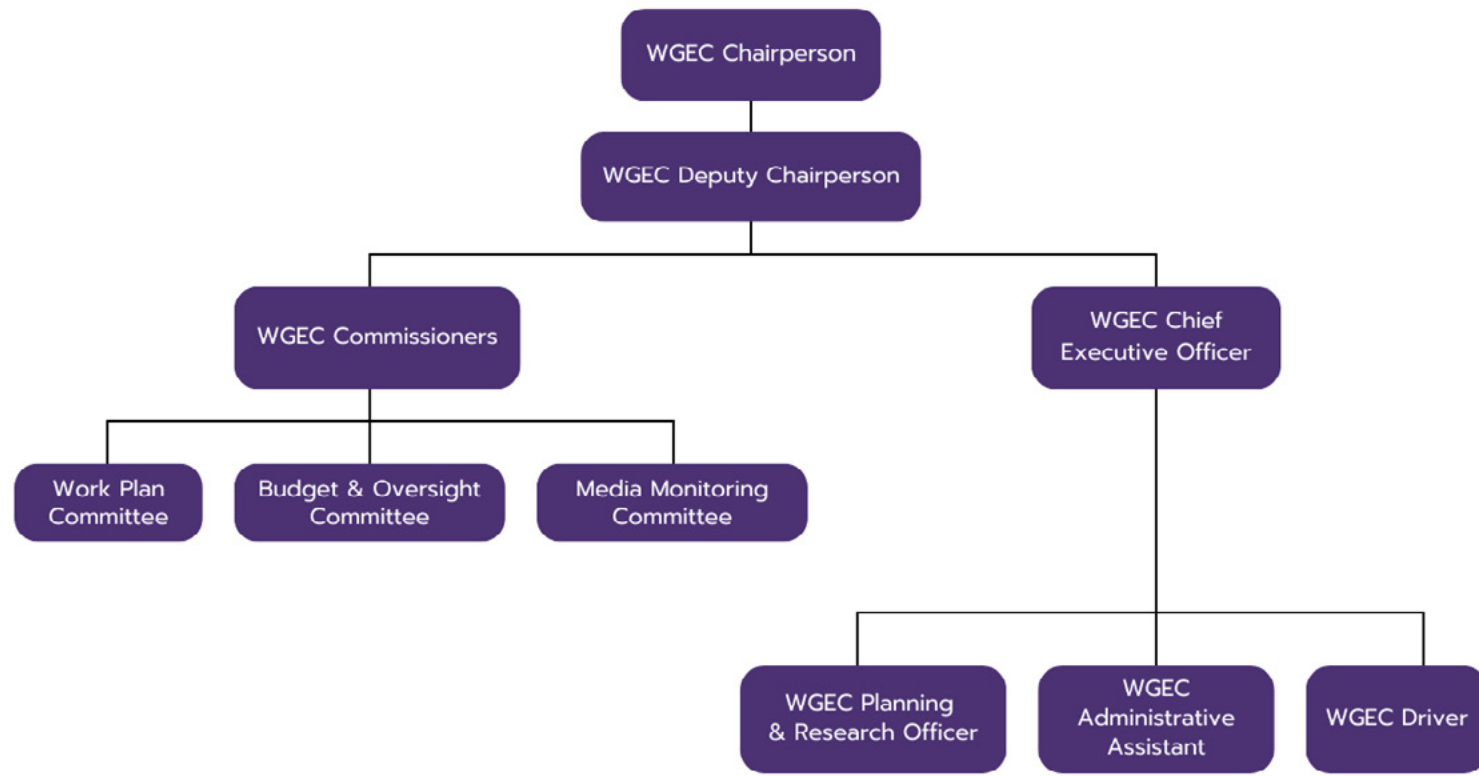 WGEC Chairperson
WGEC Deputy Chairperson
WGEC Commissioners
WGEC Chief
Executive Officer
Work Plan
Committee
Budget & Oversight
Committee
Media Monitoring
Committee
WGEC Planning
& Research Officer
WGEC
Administrative
Assistant
WGEC Driver